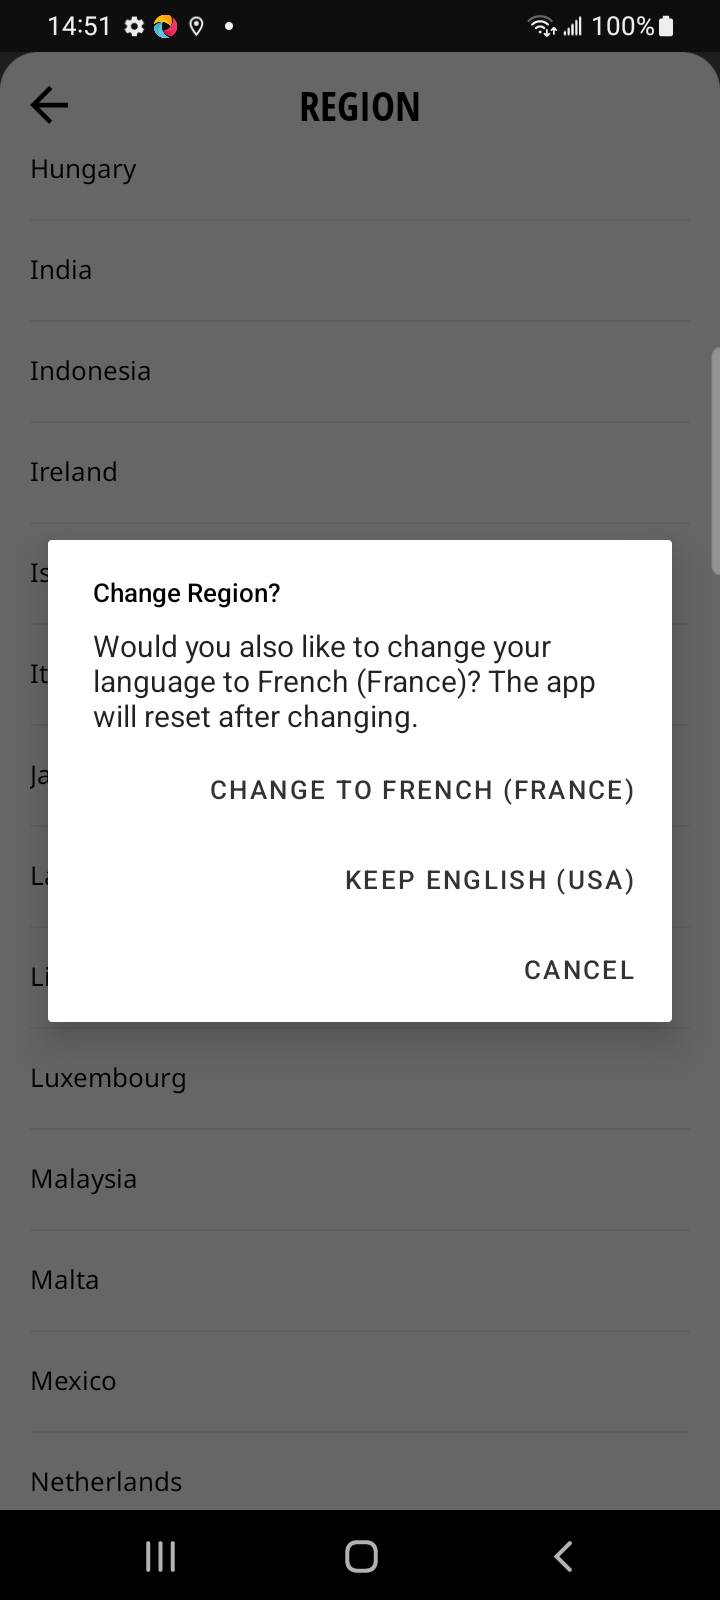 14:51
100%
REGION
Hungary
India
Indonesia
Ireland
Is
It
Ja
La
Li
Change Region?
Would you also like to change your
language to French (France)? The app
will reset after changing.
CHANGE TO FRENCH (FRANCE)
KEEP ENGLISH (USA)
CANCEL
Luxembourg
Malaysia
Malta
Mexico
Netherlands